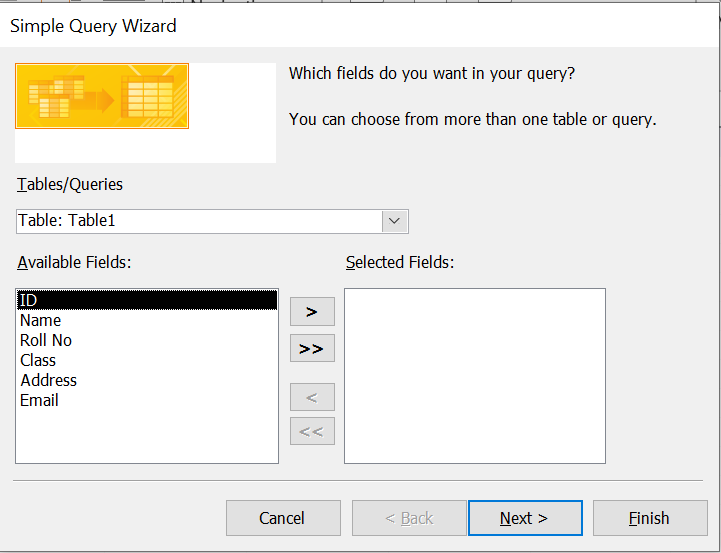 Simple Query Wizard
Which fields do you want in your query?
You can choose from more than one table or query.
Tables/Queries
Table: Table1
Available Fields:
Selected Fields:
ID
Name
Roll No
Class
Address
Email
>
>>
<
<<
Cancel
< Back
Next >
Finish